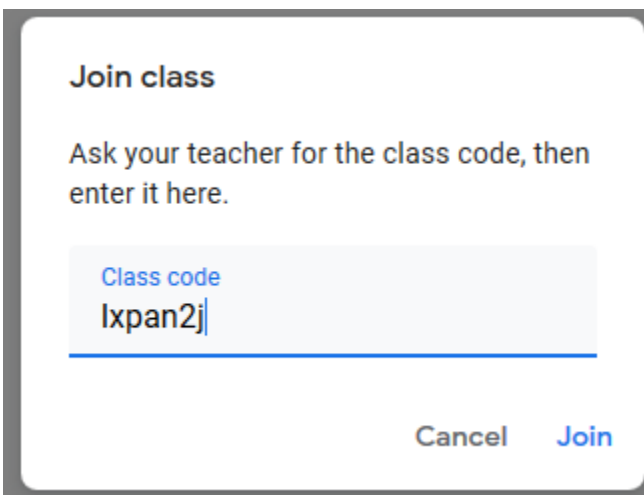 Join class
Ask your teacher for the class code, then
enter it here.
Class code
lxpan2j
Cancel
Join